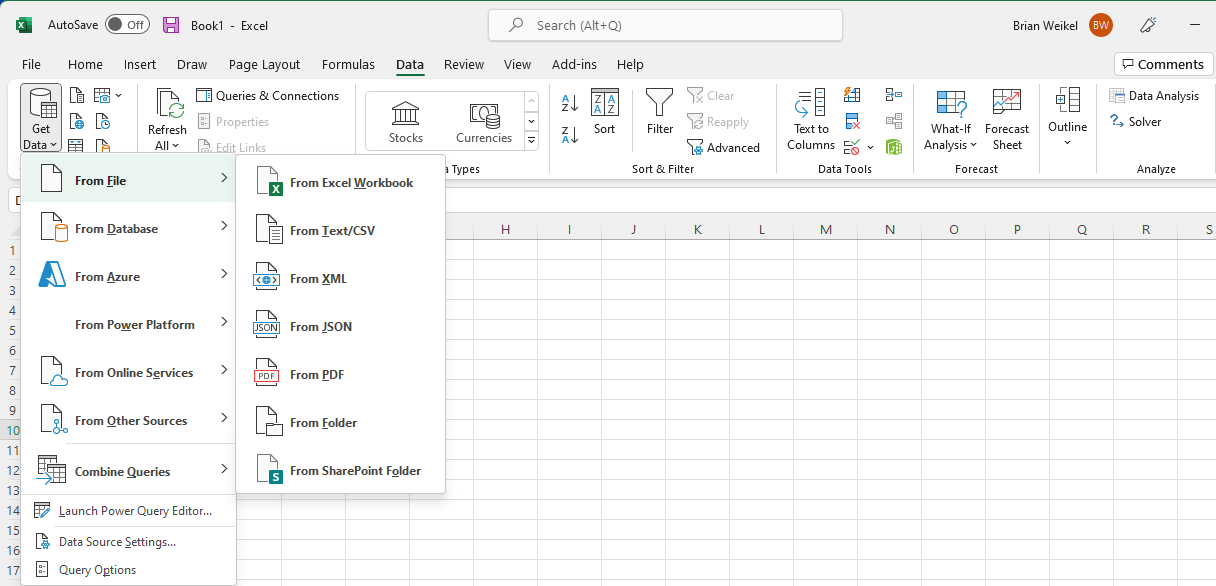 AutoSave Off Book1 - Excel Search (Alt+Q) Brian Weikel BW
File Home Insert Draw Page Layout Formulas Data Review View Add-ins Help Comments
Get Data
Refresh All
Queries & Connections
Properties
Edit Links
Stocks
Currencies
a Types
Sort
Filter
Clear
Reapply
Advanced
Sort & Filter
Text to Columns
Data Tools
What-If Analysis
Forecast Sheet
Forecast
Outline
Data Analysis
Solver
Analyze
From File
From Database
From Azure
From Power Platform
From Online Services
From Other Sources
Combine Queries
Launch Power Query Editor...
Data Source Settings...
Query Options
From Excel Workbook
From Text/CSV
From XML
JSON From JSON
PDF From PDF
From Folder
From SharePoint Folder
H I J K L M N O P Q R S
1
2
3
4
5
6
7
8
9
10
11
12
13
14
15
16
17